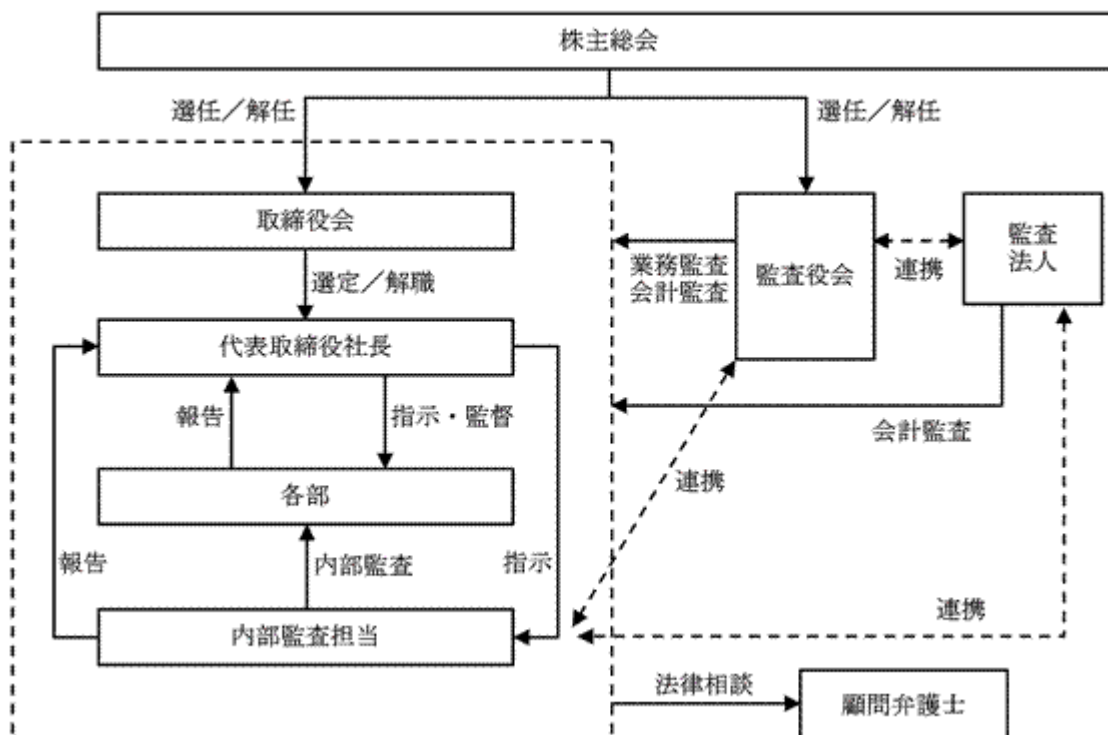 株主総会
選任／解任
選任／解任
取締役会
監査役会
監査
法人
業務監査
会計監査
連携
選定／解職
代表取締役社長
報告
指示・監督
会計監査
連携
各部
報告
内部監査
指示
連携
内部監査担当
法律相談
顧問弁護士